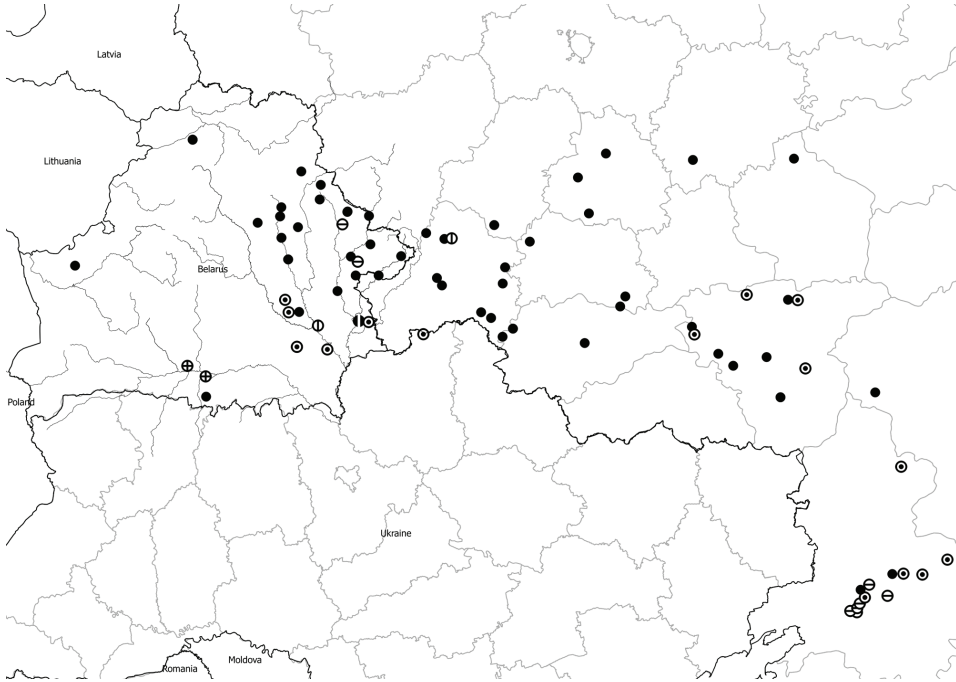 Latvia
Lithuania
Belarus
Poland
Ukraine
Moldova
Romania